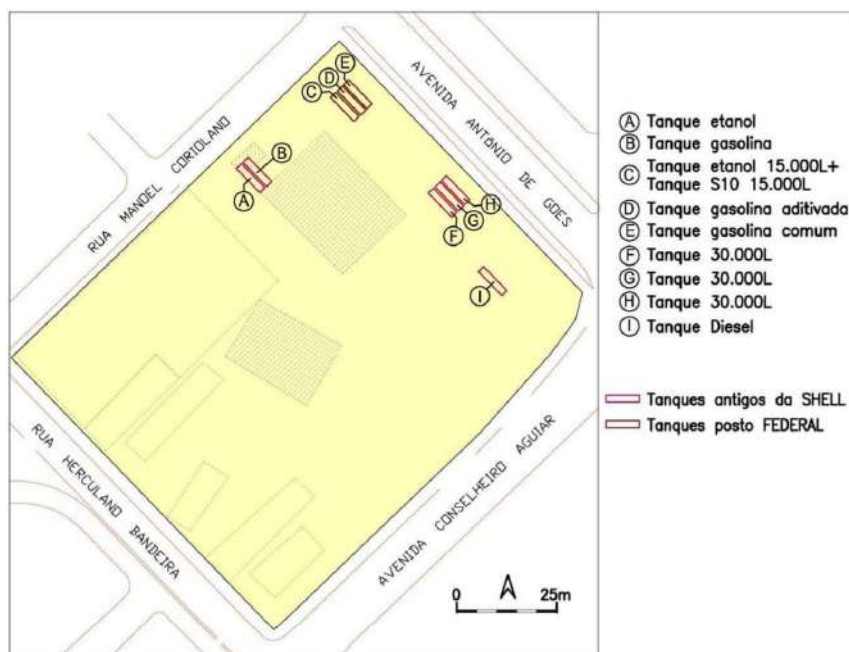 AVENIDA ANTÔNIO DE GOES
RUA MANOEL CORIOLANO
E
D
C
B
A
H
G
F
I
RUA HERCULANO BANDEIRA
AVENIDA CONSELHEIRO AGUIAR
0 25m
A Tanque etanol
B Tanque gasolina
C Tanque etanol 15.000L+
Tanque S10 15.000L
D Tanque gasolina aditivada
E Tanque gasolina comum
F Tanque 30.000L
G Tanque 30.000L
H Tanque 30.000L
I Tanque Diesel
Tanques antigos da SHELL
Tanques posto FEDERAL